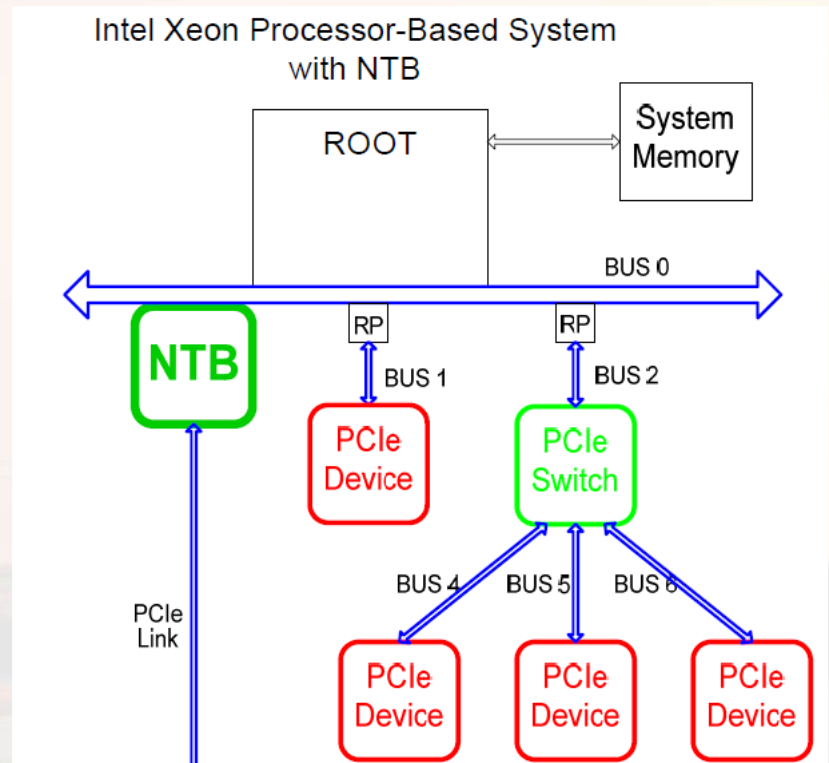 Intel Xeon Processor-Based System
with NTB
ROOT
System
Memory
BUS 0
NTB
RP
RP
BUS 1
BUS 2
PCIe
Device
PCIe
Switch
BUS 4
BUS 5
BUS 6
PCIe
Link
PCIe
Device
PCIe
Device
PCIe
Device